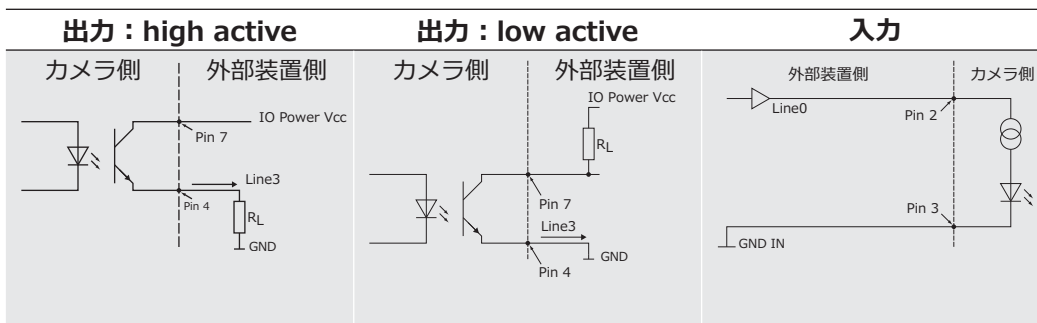 出力：high active
カメラ側
外部装置側
IO Power Vcc
Pin 7
Line3
Pin 4
RL
GND
出力：low active
カメラ側
外部装置側
IO Power Vcc
RL
Pin 7
Line3
GND
Pin 4
入力
外部装置側
カメラ側
Line0
Pin 2
Pin 3
GND IN